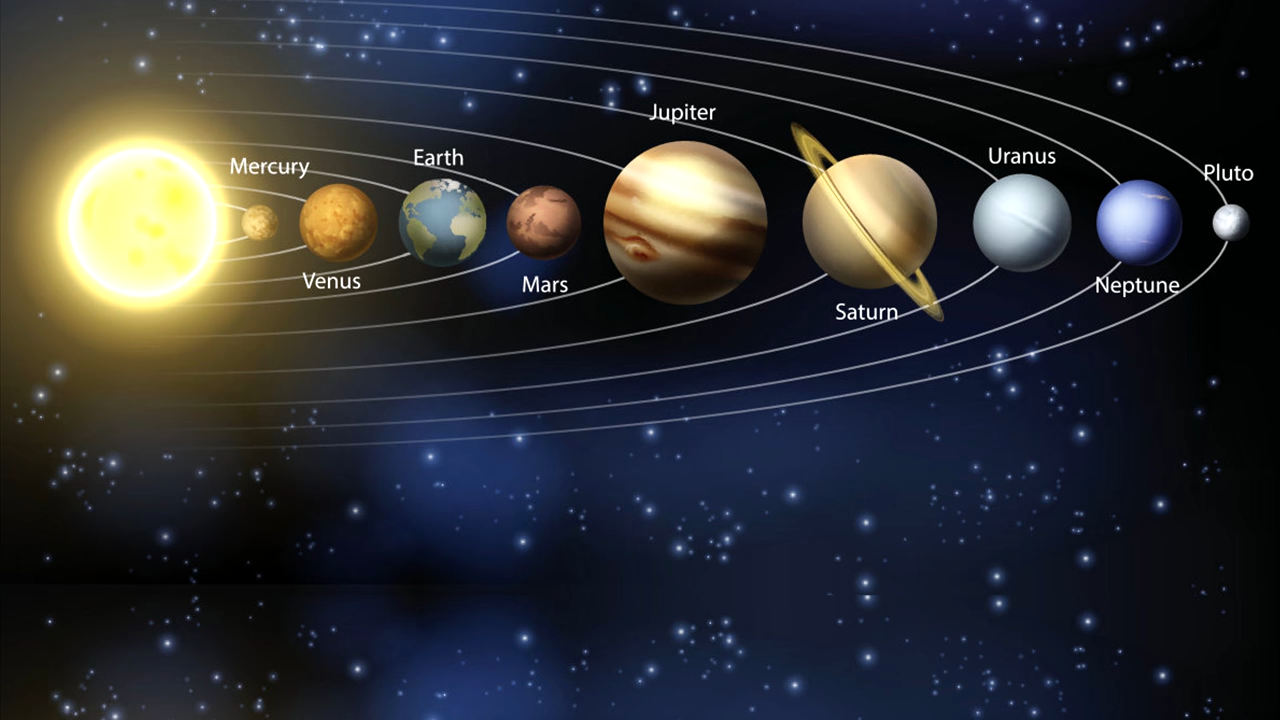 Mercury
Venus
Earth
Mars
Jupiter
Saturn
Uranus
Neptune
Pluto